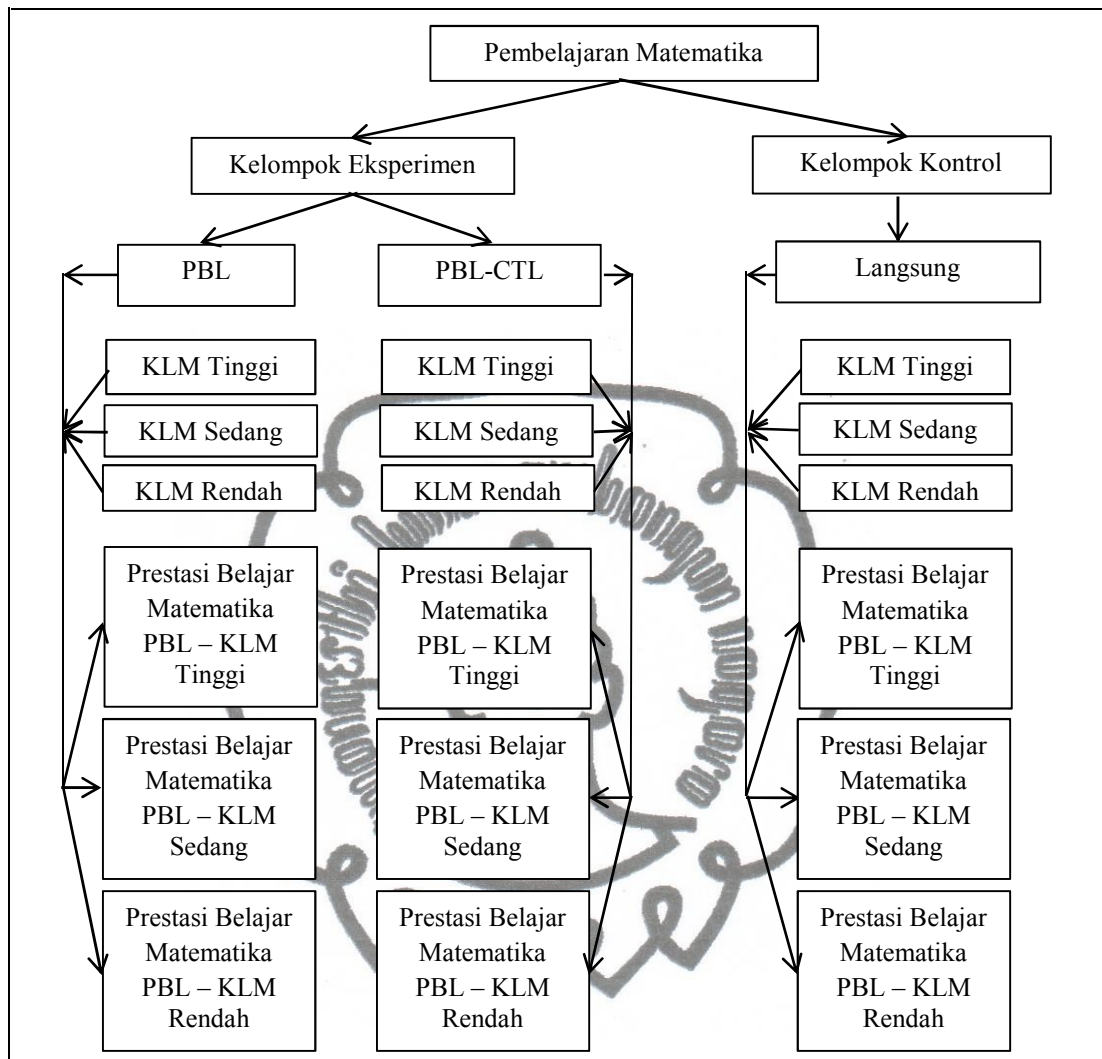 Pembelajaran Matematika
Kelompok Eksperimen
Kelompok Kontrol
PBL
PBL-CTL
Langsung
KLM Tinggi
KLM Tinggi
KLM Tinggi
KLM Sedang
KLM Sedang
KLM Sedang
KLM Rendah
KLM Rendah
KLM Rendah
Prestasi Belajar
Matematika
PBL – KLM
Tinggi
Prestasi Belajar
Matematika
PBL – KLM
Tinggi
Prestasi Belajar
Matematika
PBL – KLM
Tinggi
Prestasi Belajar
Matematika
PBL – KLM
Sedang
Prestasi Belajar
Matematika
PBL – KLM
Sedang
Prestasi Belajar
Matematika
PBL – KLM
Sedang
Prestasi Belajar
Matematika
PBL – KLM
Rendah
Prestasi Belajar
Matematika
PBL – KLM
Rendah
Prestasi Belajar
Matematika
PBL – KLM
Rendah